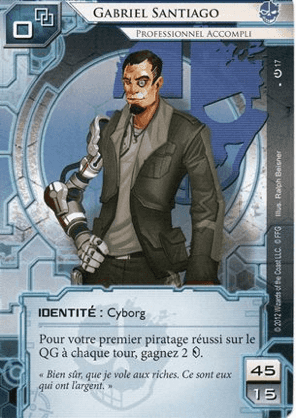 Gabriel Santiago
Professionnel Accompli
0
17
Illus. Ralph Beisner
© 2012 Wizards of the Coast LLC. © FFG
IDENTITÉ : Cyborg
Pour votre premier piratage réussi sur le
QG à chaque tour, gagnez 2
« Bien sûr, que je vole aux riches. Ce sont eux
qui ont l'argent. »
45
15